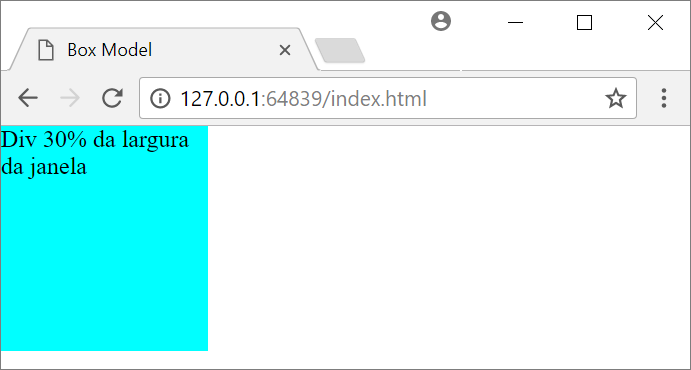 Box Model
127.0.0.1:64839/index.html
Div 30% da largura
da janela